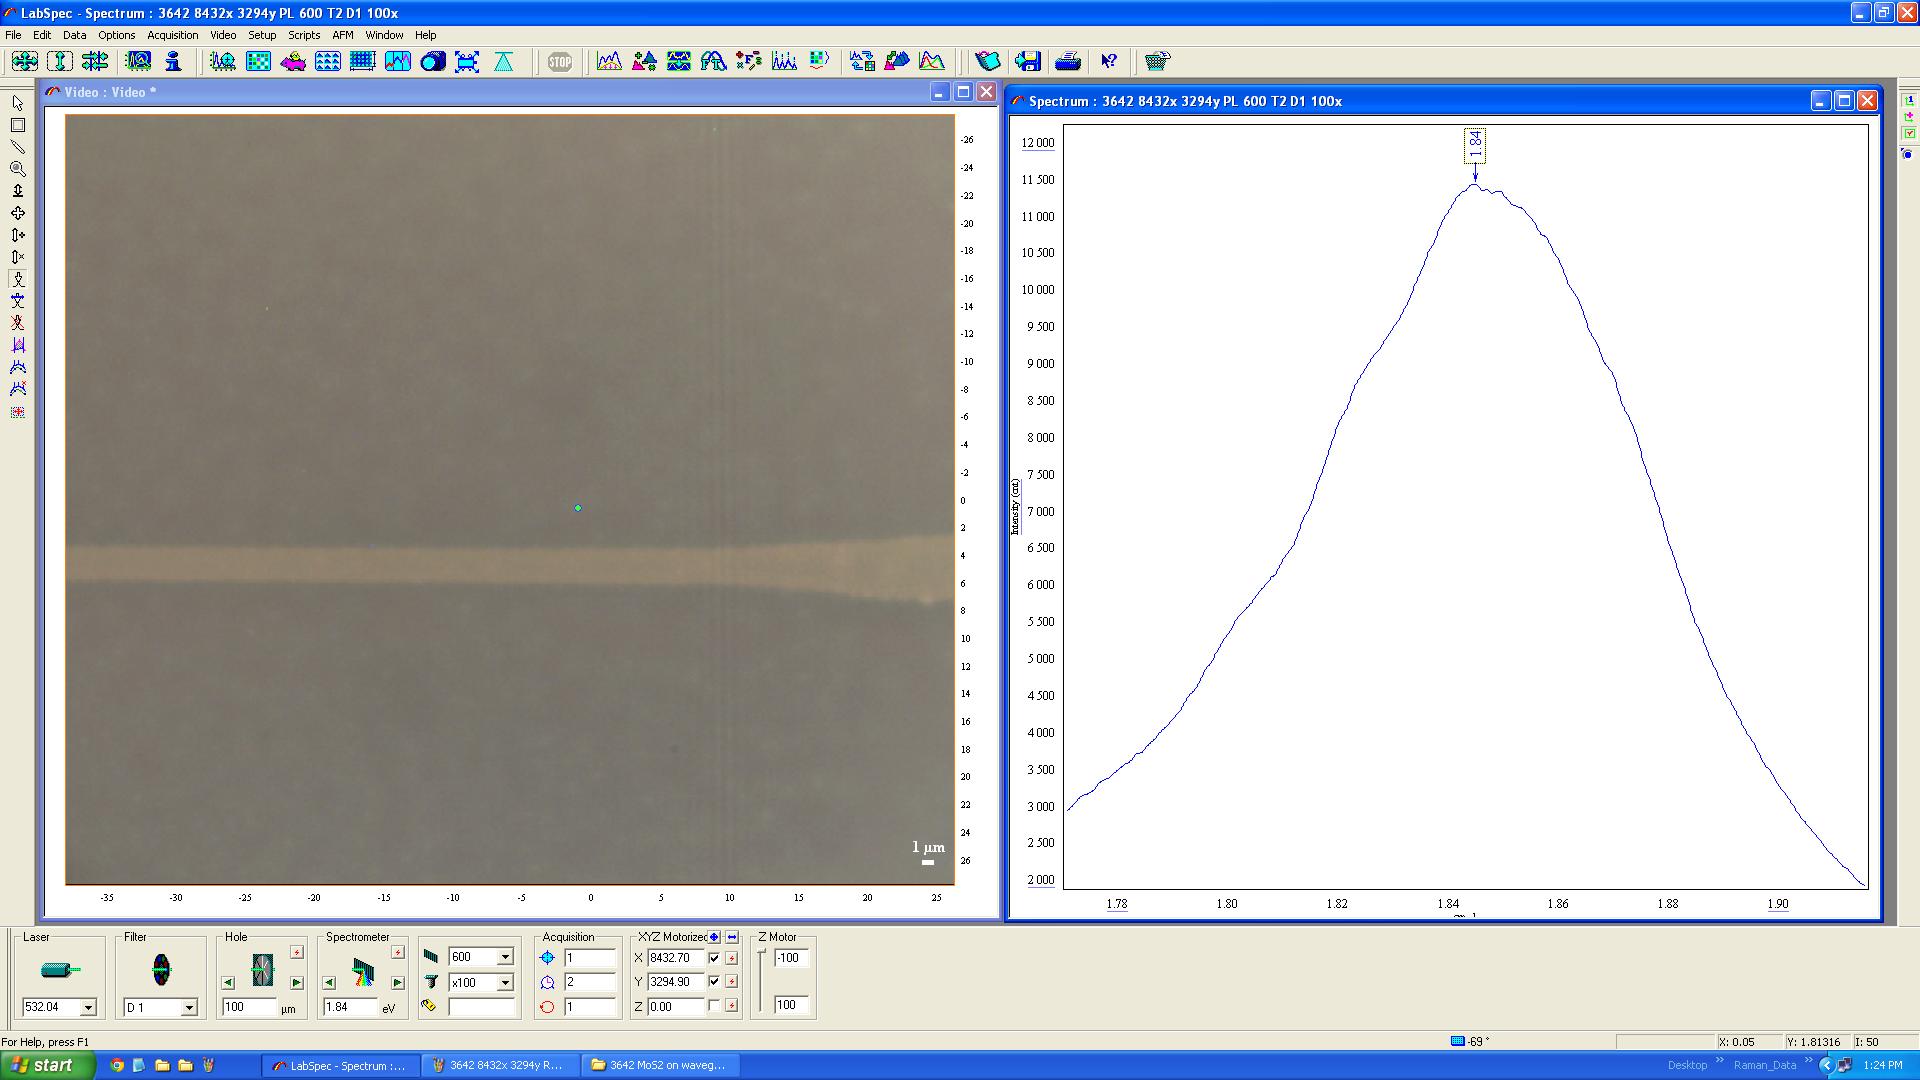 LabSpec - Spectrum : 3642 8432x 3294y PL 600 T2 D1 100x
File Edit Data Options Acquisition Video Setup Scripts AFM Window Help
STOP
Video : Video *
-26
-24
-22
-20
-18
-16
-14
-12
-10
-8
-6
-4
-2
0
2
4
6
8
10
12
14
16
18
20
22
24
26
1 µm
-35 -30 -25 -20 -15 -10 -5 0 5 10 15 20 25
Spectrum : 3642 8432x 3294y PL 600 T2 D1 100x
1.84
12 000
11 500
11 000
10 500
10 000
9 500
9 000
8 500
8 000
7 500
7 000
6 500
6 000
5 500
5 000
4 500
4 000
3 500
3 000
2 500
2 000
Intensity (cnt)
1.78 1.80 1.82 1.84 1.86 1.88 1.90
Laser
532.04
Filter
D 1
Hole
100 µm
Spectrometer
1.84 eV
600
x100
Acquisition
1
2
1
XYZ Motorized
X 8432.70
Y 3294.90
Z 0.00
Z Motor
-100
100
For Help, press F1
-69 °
X: 0.05 Y: 1.81316 I: 50
start
LabSpec - Spectrum :...
3642 8432x 3294y R...
3642 MoS2 on waveg...
Desktop »
Raman_Data »
1:24 PM